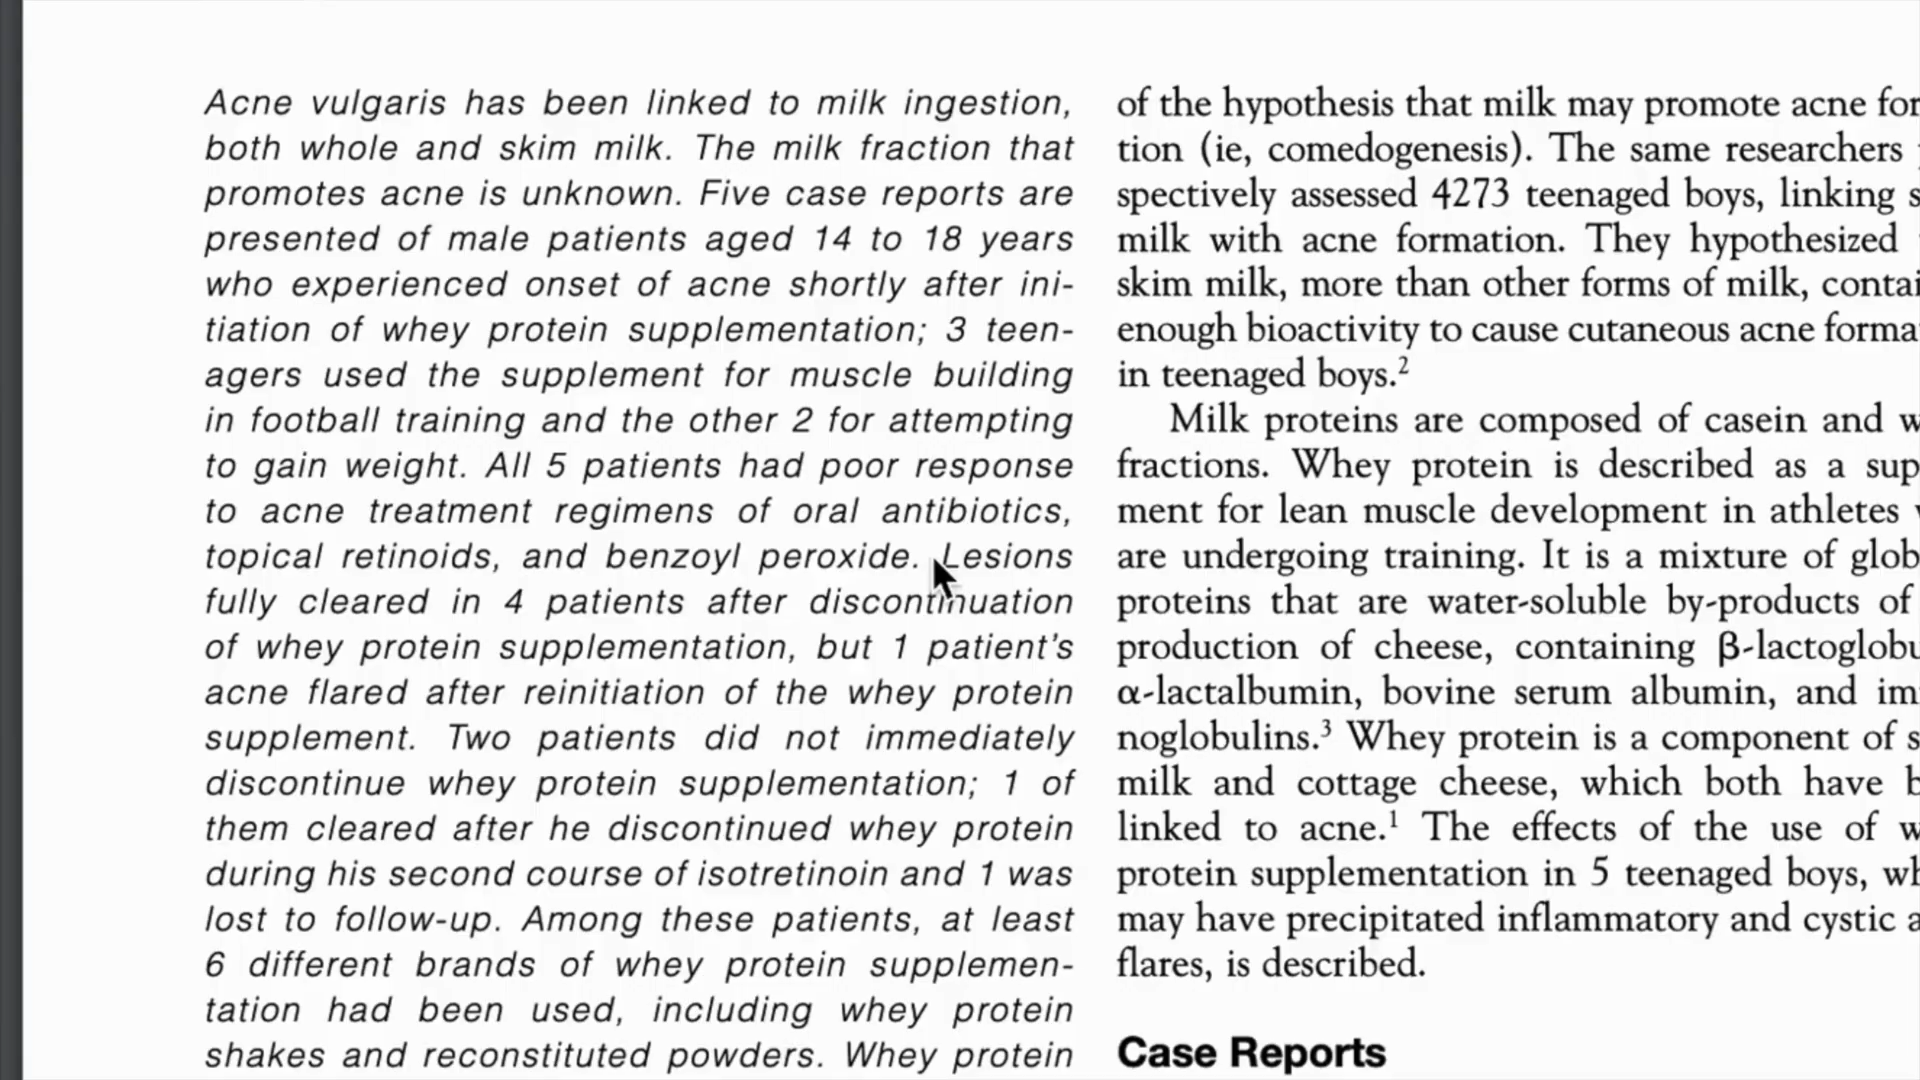 Acne vulgaris has been linked to milk ingestion,
both whole and skim milk. The milk fraction that
promotes acne is unknown. Five case reports are
presented of male patients aged 14 to 18 years
who experienced onset of acne shortly after ini-
tiation of whey protein supplementation; 3 teen-
agers used the supplement for muscle building
in football training and the other 2 for attempting
to gain weight. All 5 patients had poor response
to acne treatment regimens of oral antibiotics,
topical retinoids, and benzoyl peroxide. Lesions
fully cleared in 4 patients after discontinuation
of whey protein supplementation, but 1 patient's
acne flared after reinitiation of the whey protein
supplement. Two patients did not immediately
discontinue whey protein supplementation; 1 of
them cleared after he discontinued whey protein
during his second course of isotretinoin and 1 was
lost to follow-up. Among these patients, at least
6 different brands of whey protein supplemen-
tation had been used, including whey protein
shakes and reconstituted powders. Whey protein
of the hypothesis that milk may promote acne for
tion (ie, comedogenesis). The same researchers
spectively assessed 4273 teenaged boys, linking s
milk with acne formation. They hypothesized
skim milk, more than other forms of milk, contai
enough bioactivity to cause cutaneous acne forma
in teenaged boys.²
Milk proteins are composed of casein and w
fractions. Whey protein is described as a sup
ment for lean muscle development in athletes
are undergoing training. It is a mixture of glob
proteins that are water-soluble by-products of
production of cheese, containing β-lactoglobu
α-lactalbumin, bovine serum albumin, and im
noglobulins.³ Whey protein is a component of s
milk and cottage cheese, which both have b
linked to acne.¹ The effects of the use of w
protein supplementation in 5 teenaged boys, wh
may have precipitated inflammatory and cystic a
flares, is described.
Case Reports